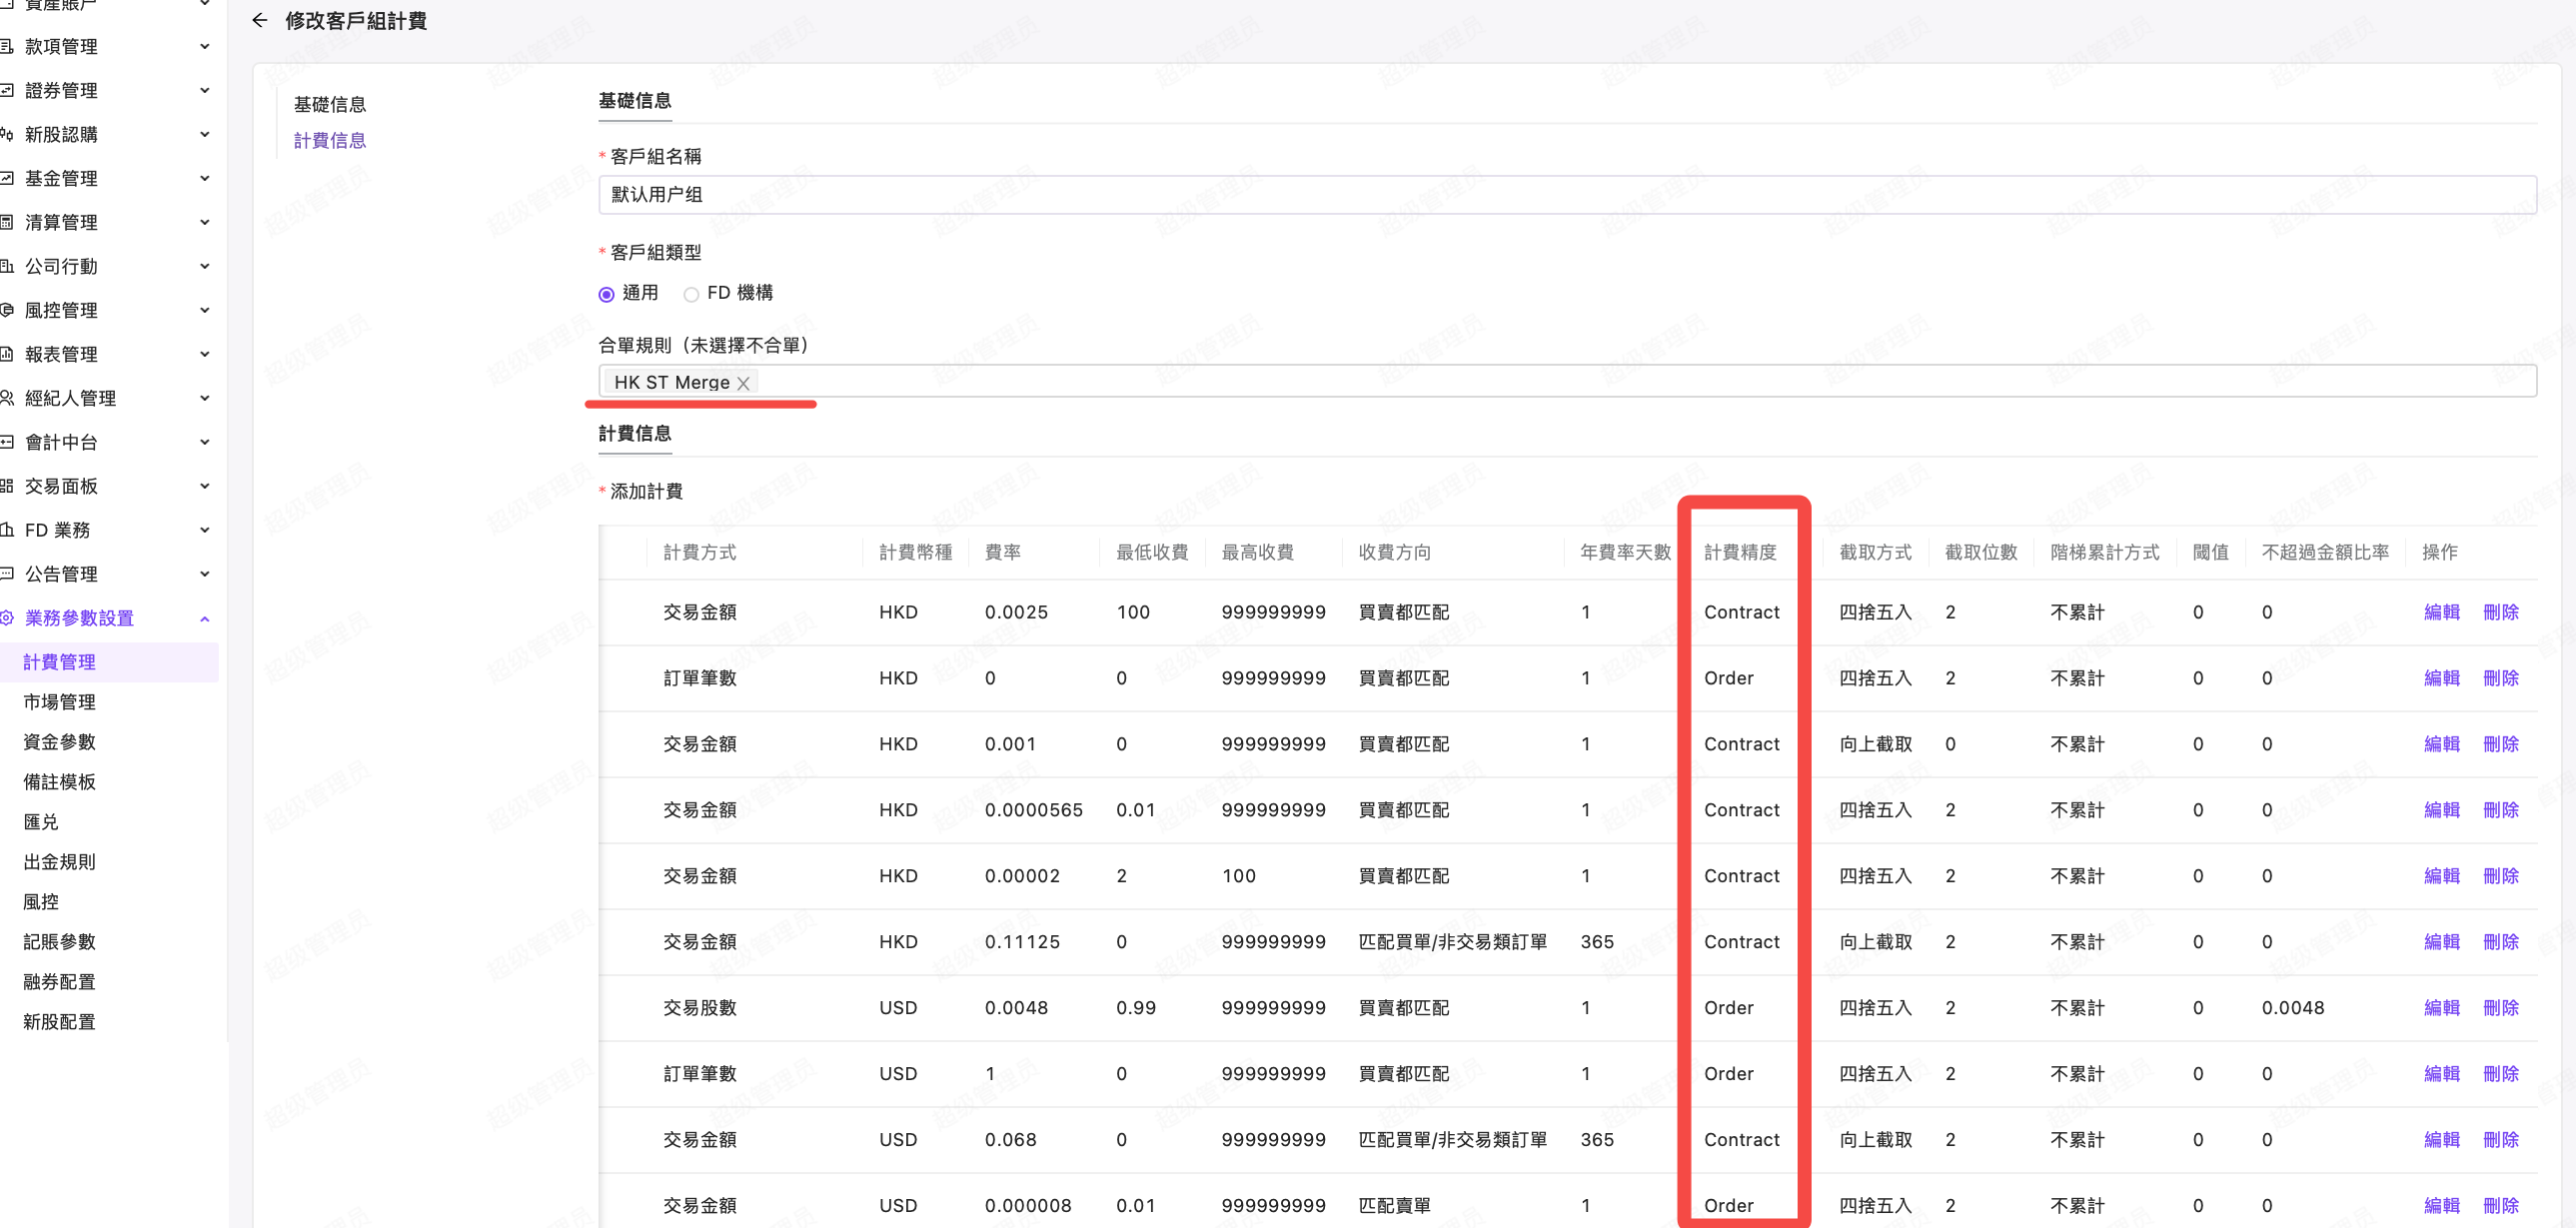 資産賬戶
款項管理
證券管理
新股認購
基金管理
清算管理
公司行動
風控管理
報表管理
經紀人管理
會計中台
交易面板
FD 業務
公告管理
業務參數設置
計費管理
市場管理
資金參數
備註模板
匯兑
出金規則
風控
記賬參數
融券配置
新股配置
修改客戶組計費
基礎信息
計費信息
基礎信息
* 客戶組名稱
默认用户组
* 客戶組類型
通用 FD 機構
合單規則（未選擇不合單）
HK ST Merge
計費信息
* 添加計費
計費方式 計費幣種 費率 最低收費 最高收費 收費方向 年費率天數 計費精度 截取方式 截取位數 階梯累計方式 閾值 不超過金額比率 操作
交易金額 HKD 0.0025 100 999999999 買賣都匹配 1 Contract 四捨五入 2 不累計 0 0 編輯 刪除
訂單筆數 HKD 0 0 999999999 買賣都匹配 1 Order 四捨五入 2 不累計 0 0 編輯 刪除
交易金額 HKD 0.001 0 999999999 買賣都匹配 1 Contract 向上截取 0 不累計 0 0 編輯 刪除
交易金額 HKD 0.0000565 0.01 999999999 買賣都匹配 1 Contract 四捨五入 2 不累計 0 0 編輯 刪除
交易金額 HKD 0.00002 2 100 買賣都匹配 1 Contract 四捨五入 2 不累計 0 0 編輯 刪除
交易金額 HKD 0.11125 0 999999999 匹配買單/非交易類訂單 365 Contract 向上截取 2 不累計 0 0 編輯 刪除
交易股數 USD 0.0048 0.99 999999999 買賣都匹配 1 Order 四捨五入 2 不累計 0 0.0048 編輯 刪除
訂單筆數 USD 1 0 999999999 買賣都匹配 1 Order 四捨五入 2 不累計 0 0 編輯 刪除
交易金額 USD 0.068 0 999999999 匹配買單/非交易類訂單 365 Contract 向上截取 2 不累計 0 0 編輯 刪除
交易金額 USD 0.000008 0.01 999999999 匹配賣單 1 Order 四捨五入 2 不累計 0 0 編輯 刪除
超级管理员